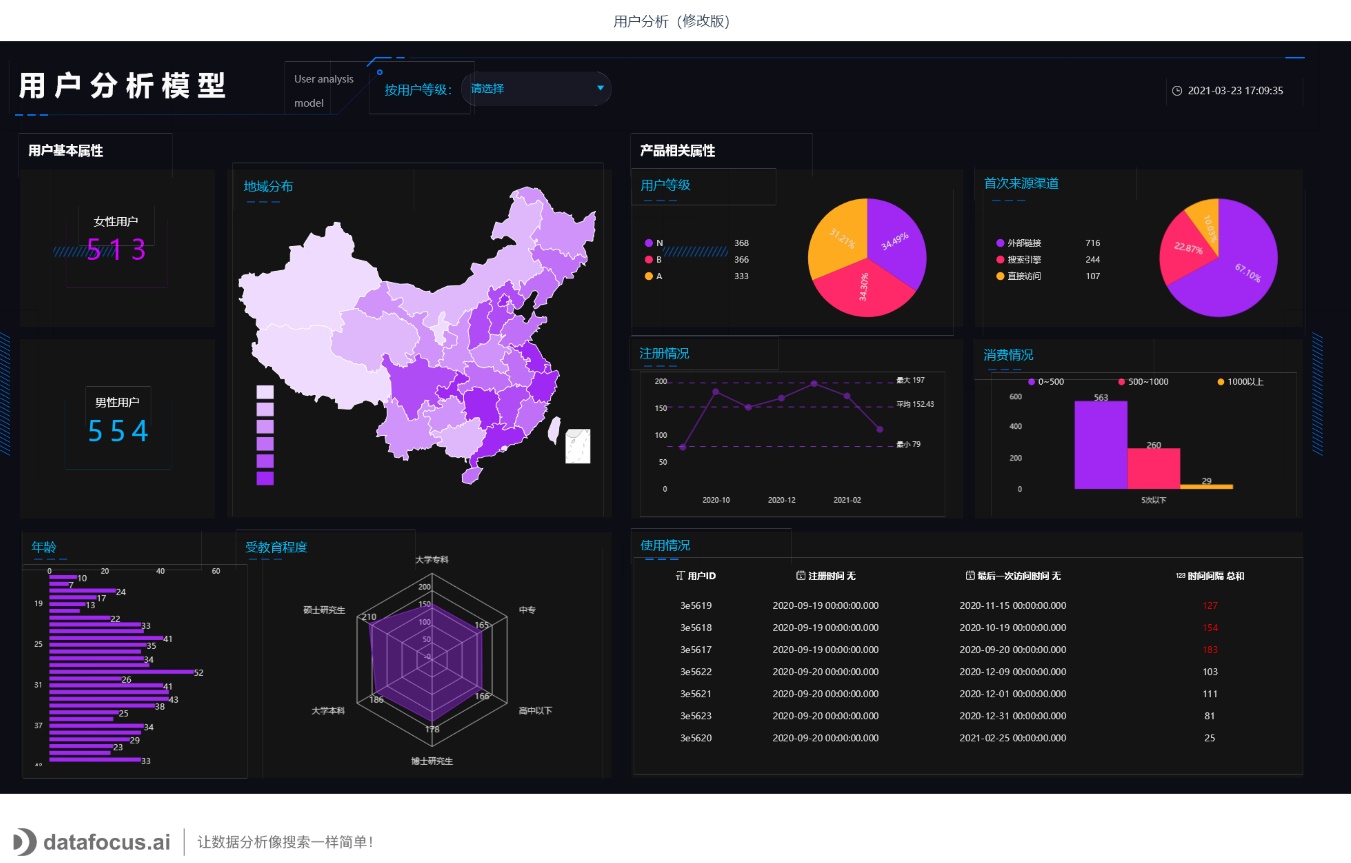 用户分析（修改版）
用户分析模型
User analysis
model
按用户等级:
请选择
2021-03-23 17:09:35
用户基本属性
女性用户
513
男性用户
554
地域分布
产品相关属性
用户等级
N 368
B 366
A 333
34.49%
34.30%
31.21%
首次来源渠道
外部链接 716
搜索引擎 244
直接访问 107
67.10%
22.87%
10.03%
注册情况
200
150
100
50
0
最大 197
平均 152.43
最小 79
2020-10 2020-12 2021-02
消费情况
0~500 500~1000 1000以上
600
400
200
0
563
260
29
5次以下
年龄
0 20 40 60
10
7
24
17
19
13
22
33
41
25
35
34
52
26
31
41
43
38
25
37
34
29
23
33
受教育程度
大学专科
中专
高中以下
博士研究生
大学本科
硕士研究生
200
150
100
50
0
210
165
166
178
186
使用情况
用户ID 注册时间 无 最后一次访问时间 无 123 时间间隔 总和
3e5619 2020-09-19 00:00:00.000 2020-11-15 00:00:00.000 127
3e5618 2020-09-19 00:00:00.000 2020-10-19 00:00:00.000 154
3e5617 2020-09-19 00:00:00.000 2020-09-20 00:00:00.000 183
3e5622 2020-09-20 00:00:00.000 2020-12-09 00:00:00.000 103
3e5621 2020-09-20 00:00:00.000 2020-12-01 00:00:00.000 111
3e5623 2020-09-20 00:00:00.000 2020-12-31 00:00:00.000 81
3e5620 2020-09-20 00:00:00.000 2021-02-25 00:00:00.000 25
datafocus.ai
让数据分析像搜索一样简单!